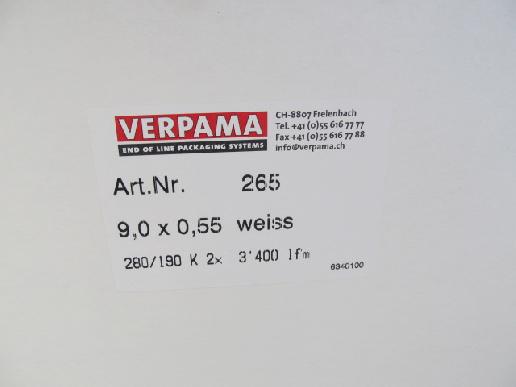 VERPAMA
END OF LINE PACKAGING SYSTEMS
CH-8807 Freienbach
Tel. +41 (0)55 616 77 77
Fax +41 (0)55 616 77 88
info@verpama.ch
Art.Nr. 265
9,0 x 0,55 weiss
280/190 K 2x 3'400 lfm
6340100